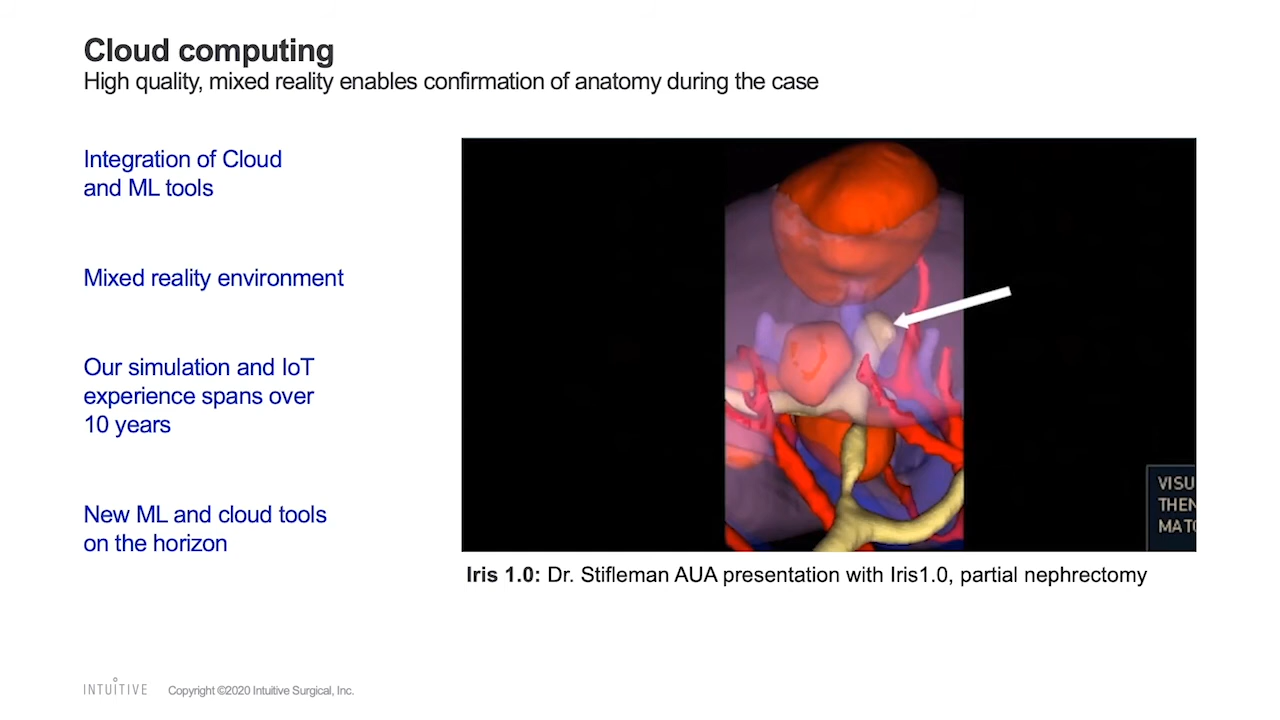 Cloud computing
High quality, mixed reality enables confirmation of anatomy during the case
Integration of Cloud
and ML tools
Mixed reality environment
Our simulation and IoT
experience spans over
10 years
New ML and cloud tools
on the horizon
VISU
THEN
MATC
Iris 1.0: Dr. Stifleman AUA presentation with Iris1.0, partial nephrectomy
INTUITIVE
Copyright ©2020 Intuitive Surgical, Inc.